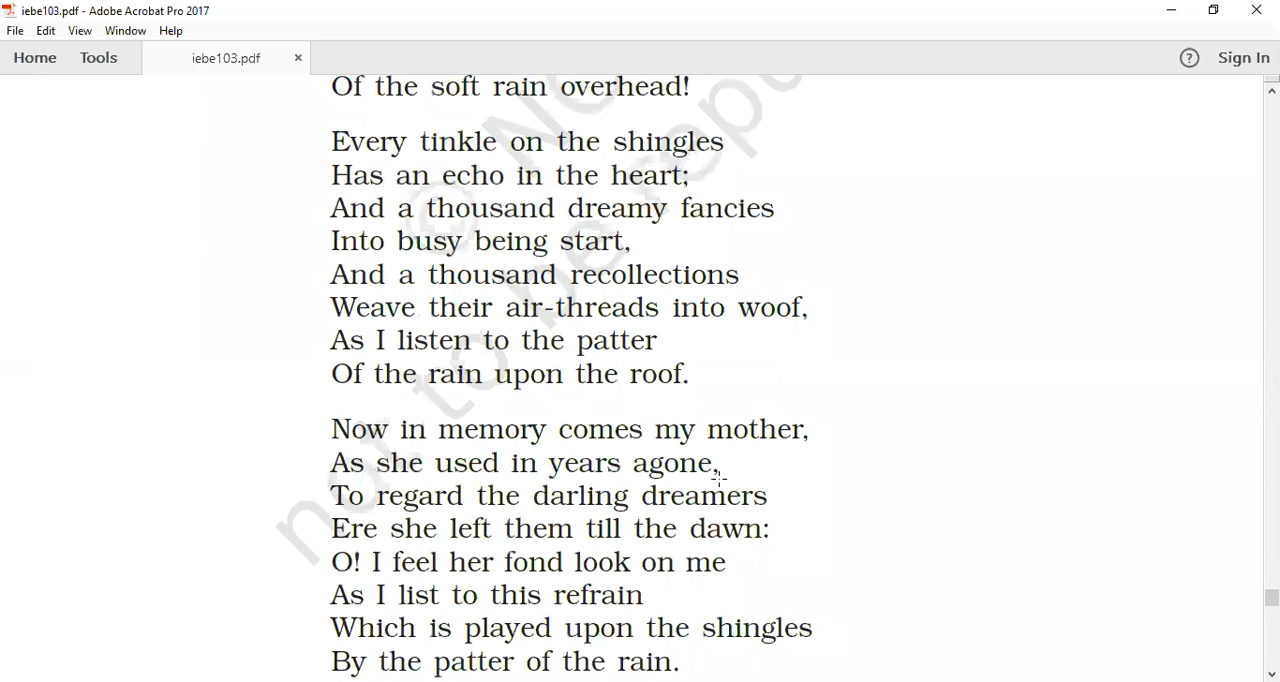 iebe103.pdf - Adobe Acrobat Pro 2017
File Edit View Window Help
Home Tools iebe103.pdf × ? Sign In
Of the soft rain overhead!
Every tinkle on the shingles
Has an echo in the heart;
And a thousand dreamy fancies
Into busy being start,
And a thousand recollections
Weave their air-threads into woof,
As I listen to the patter
Of the rain upon the roof.
Now in memory comes my mother,
As she used in years agone,
To regard the darling dreamers
Ere she left them till the dawn:
O! I feel her fond look on me
As I list to this refrain
Which is played upon the shingles
By the patter of the rain.
© NC
not to be repu